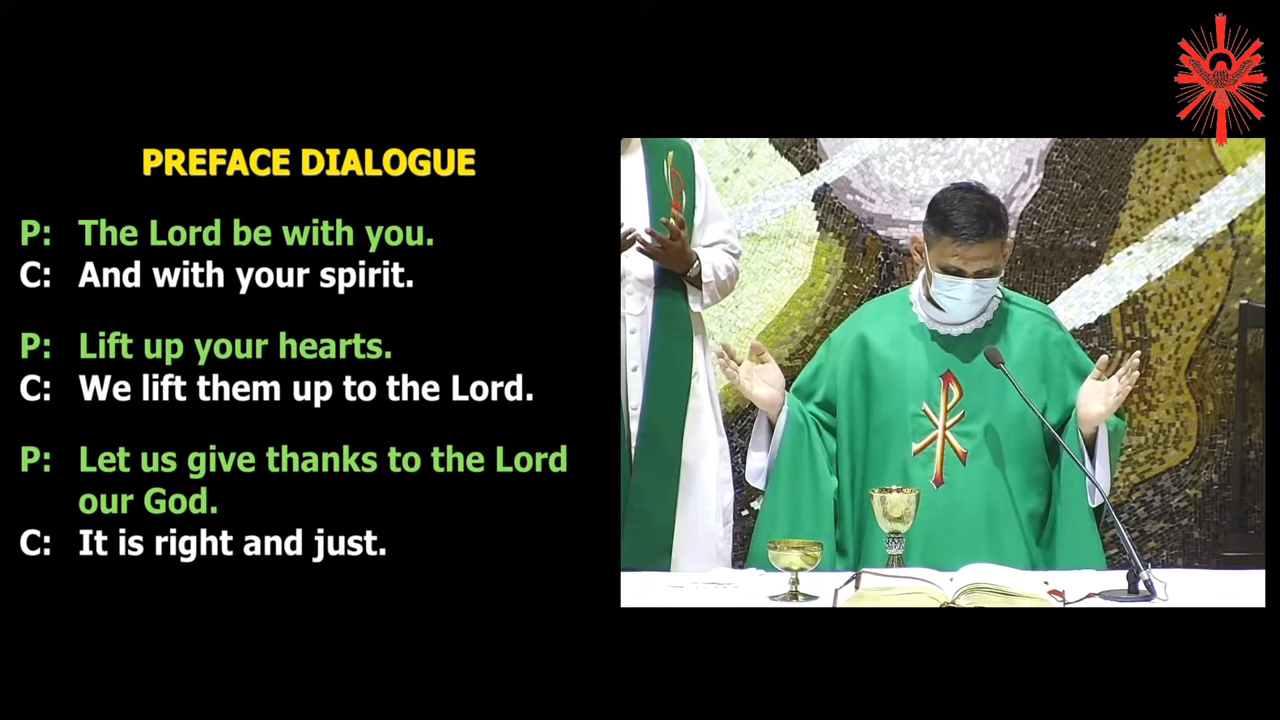 PREFACE DIALOGUE
P: The Lord be with you.
C: And with your spirit.
P: Lift up your hearts.
C: We lift them up to the Lord.
P: Let us give thanks to the Lord
our God.
C: It is right and just.